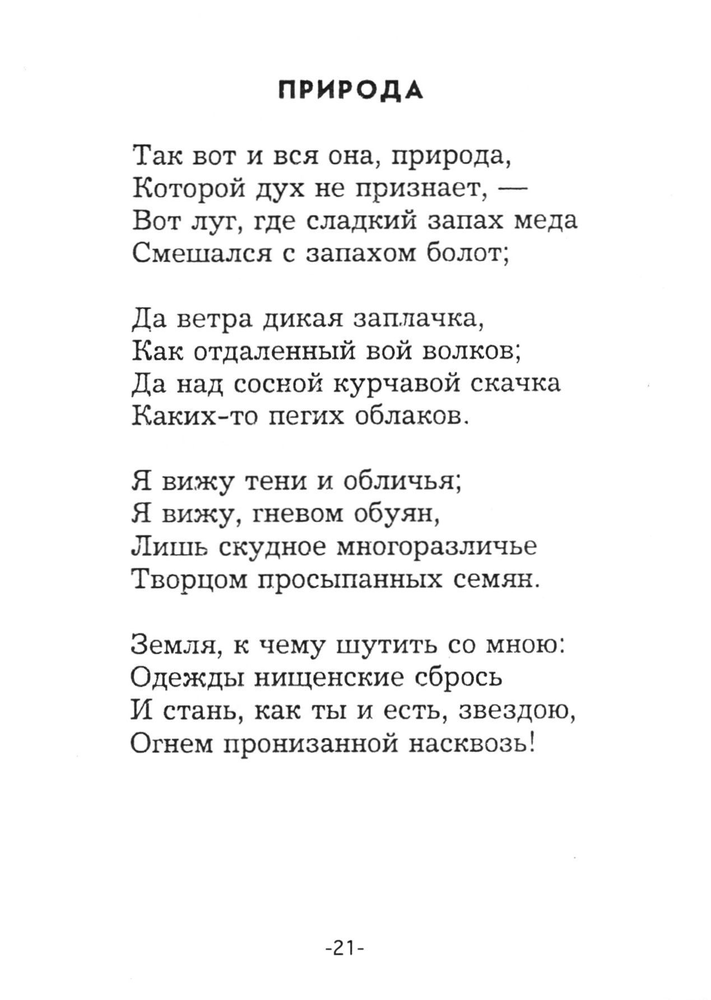 ПРИРОДА
Так вот и вся она, природа,
Которой дух не признает, —
Вот луг, где сладкий запах меда
Смешался с запахом болот;
Да ветра дикая заплачка,
Как отдаленный вой волков;
Да над сосной курчавой скачка
Каких-то пегих облаков.
Я вижу тени и обличья;
Я вижу, гневом обуян,
Лишь скудное многоразличье
Творцом просыпанных семян.
Земля, к чему шутить со мною:
Одежды нищенские сбрось
И стань, как ты и есть, звездою,
Огнем пронизанной насквозь!
-21-